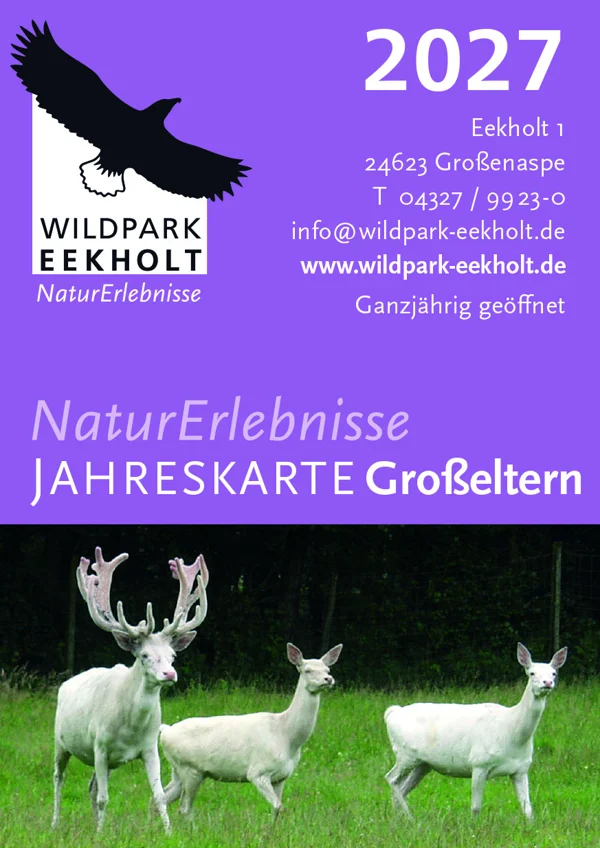 WILDPARK
EEKHOLT
NaturErlebnisse
2027
Eekholt 1
24623 Großenaspe
T 04327 / 99 23-0
info@wildpark-eekholt.de
www.wildpark-eekholt.de
Ganzjährig geöffnet
NaturErlebnisse
JAHRESKARTE Großeltern